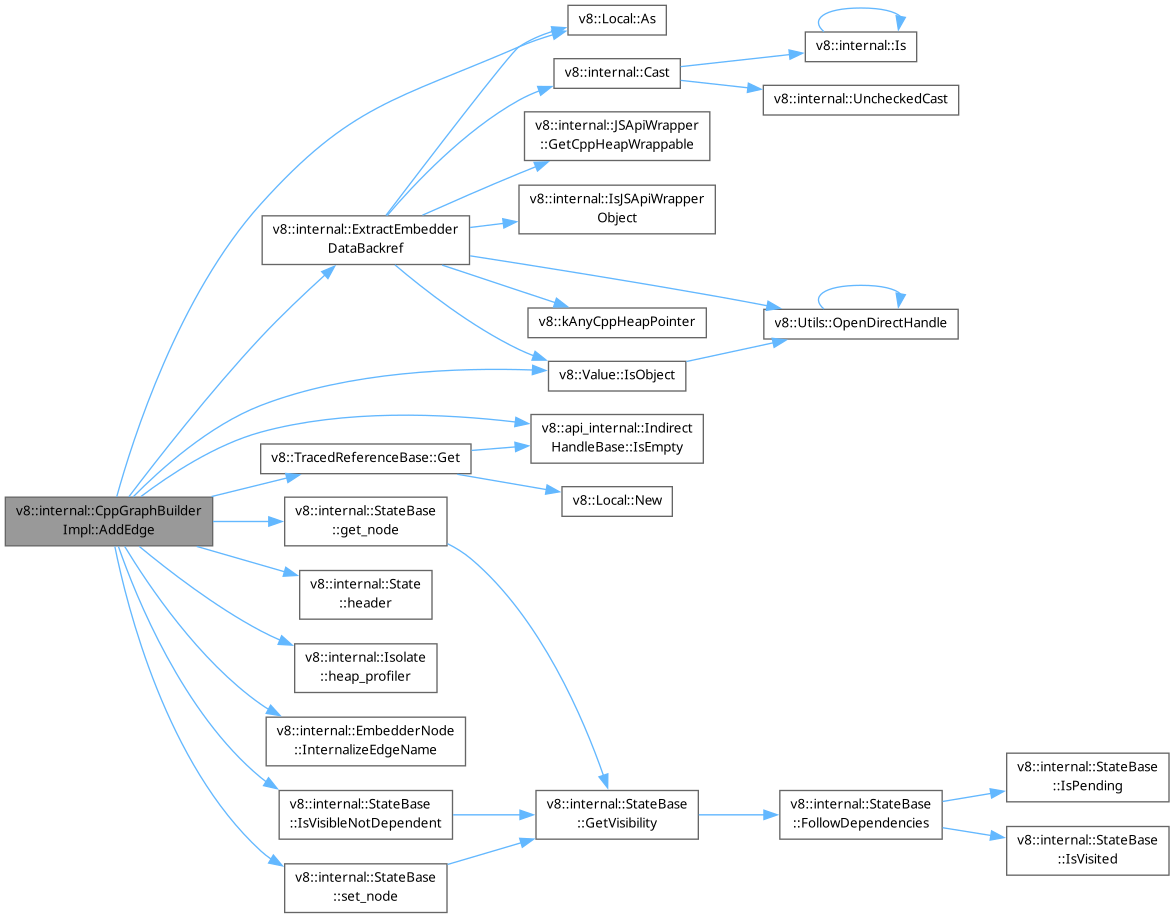 v8::Local::As
v8::internal::Is
v8::internal::Cast
v8::internal::UncheckedCast
v8::internal::JSApiWrapper
::GetCppHeapWrappable
v8::internal::IsJSApiWrapper
Object
v8::internal::ExtractEmbedder
DataBackref
v8::kAnyCppHeapPointer
v8::Utils::OpenDirectHandle
v8::Value::IsObject
v8::api_internal::Indirect
HandleBase::IsEmpty
v8::TracedReferenceBase::Get
v8::Local::New
v8::internal::CppGraphBuilder
Impl::AddEdge
v8::internal::StateBase
::get_node
v8::internal::State
::header
v8::internal::Isolate
::heap_profiler
v8::internal::EmbedderNode
::InternalizeEdgeName
v8::internal::StateBase
::IsVisibleNotDependent
v8::internal::StateBase
::GetVisibility
v8::internal::StateBase
::FollowDependencies
v8::internal::StateBase
::IsPending
v8::internal::StateBase
::IsVisited
v8::internal::StateBase
::set_node